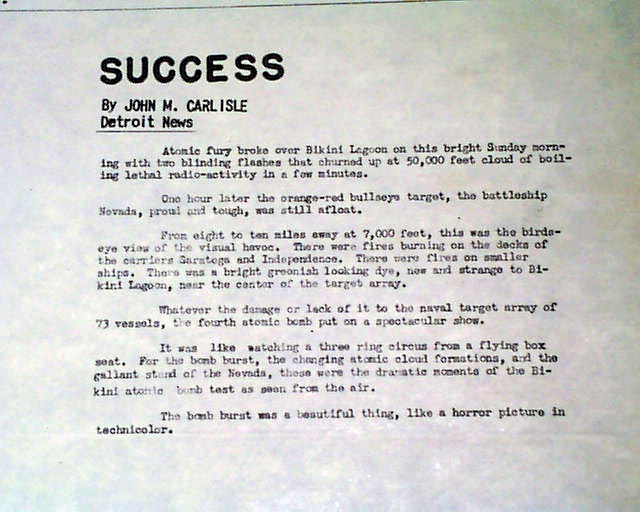 SUCCESS
By JOHN M. CARLISLE
Detroit News
Atomic fury broke over Bikini Lagoon on this bright Sunday morn-
ing with two blinding flashes that churned up at 50,000 feet cloud of boil-
ing lethal radio-activity in a few minutes.
One hour later the orange-red bullseye target, the battleship
Nevada, proud and tough, was still afloat.
From eight to ten miles away at 7,000 feet, this was the birds-
eye view of the visual havoc. There were fires burning on the decks of
the carriers Saratoga and Independence. There were fires on smaller
ships. There was a bright greenish looking dye, new and strange to Bi-
kini Lagoon, near the center of the target array.
Whatever the damage or lack of it to the naval target array of
73 vessels, the fourth atomic bomb put on a spectacular show.
It was like watching a three ring circus from a flying box
seat. For the bomb burst, the changing atomic cloud formations, and the
gallant stand of the Nevada, these were the dramatic moments of the Bi-
kini atomic bomb test as seen from the air.
The bomb burst was a beautiful thing, like a horror picture in
technicolor.